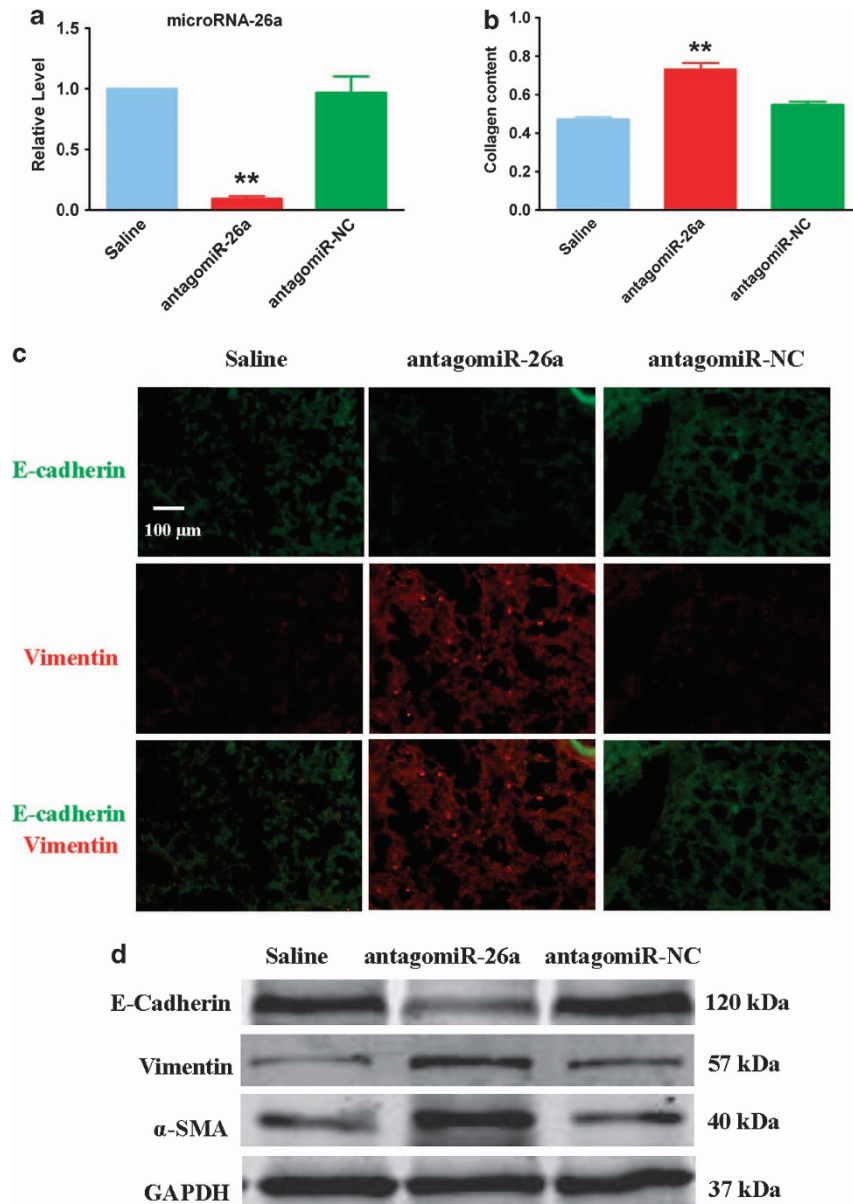 a
microRNA-26a
Relative Level
1.5
1.0
0.5
0.0
**
Saline
antagomiR-26a
antagomiR-NC
b
Collagen content
1.0
0.8
0.6
0.4
0.2
0.0
**
Saline
antagomiR-26a
antagomiR-NC
c
Saline antagomiR-26a antagomiR-NC
E-cadherin
100 µm
Vimentin
E-cadherin
Vimentin
d
Saline antagomiR-26a antagomiR-NC
E-Cadherin 120 kDa
Vimentin 57 kDa
α-SMA 40 kDa
GAPDH 37 kDa